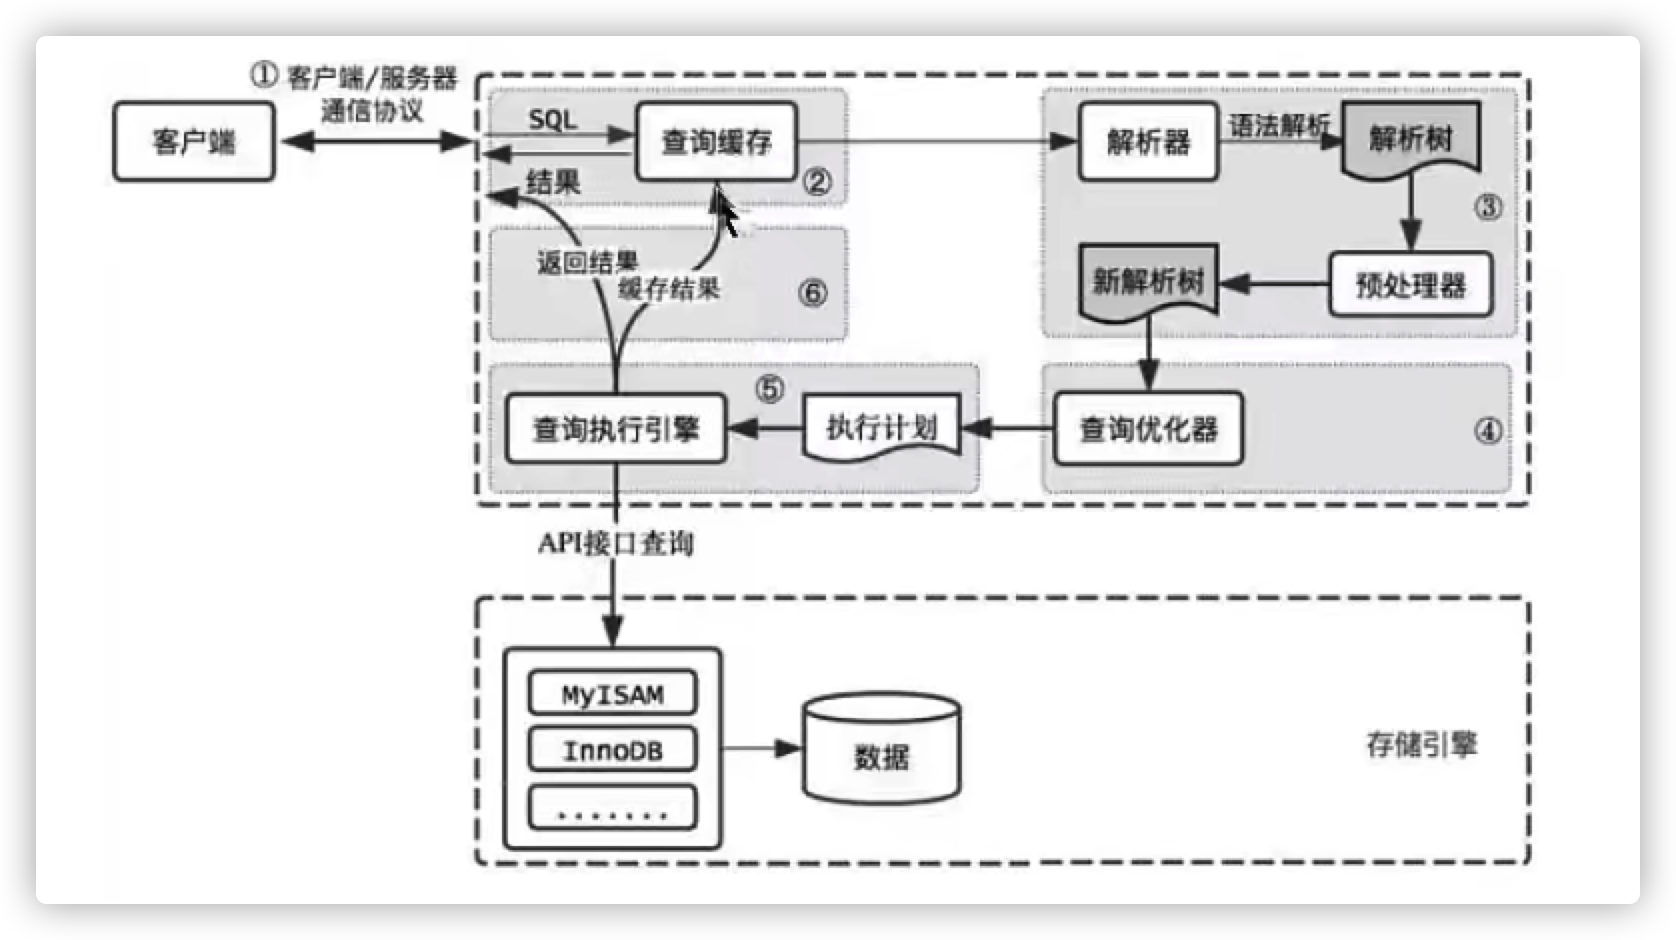 ① 客户端/服务器
通信协议
客户端
SQL
查询缓存
结果
②
解析器
语法解析
解析树
③
返回结果
缓存结果
⑥
新解析树
预处理器
⑤
查询执行引擎
执行计划
查询优化器
④
API接口查询
MyISAM
InnoDB
.......
数据
存储引擎